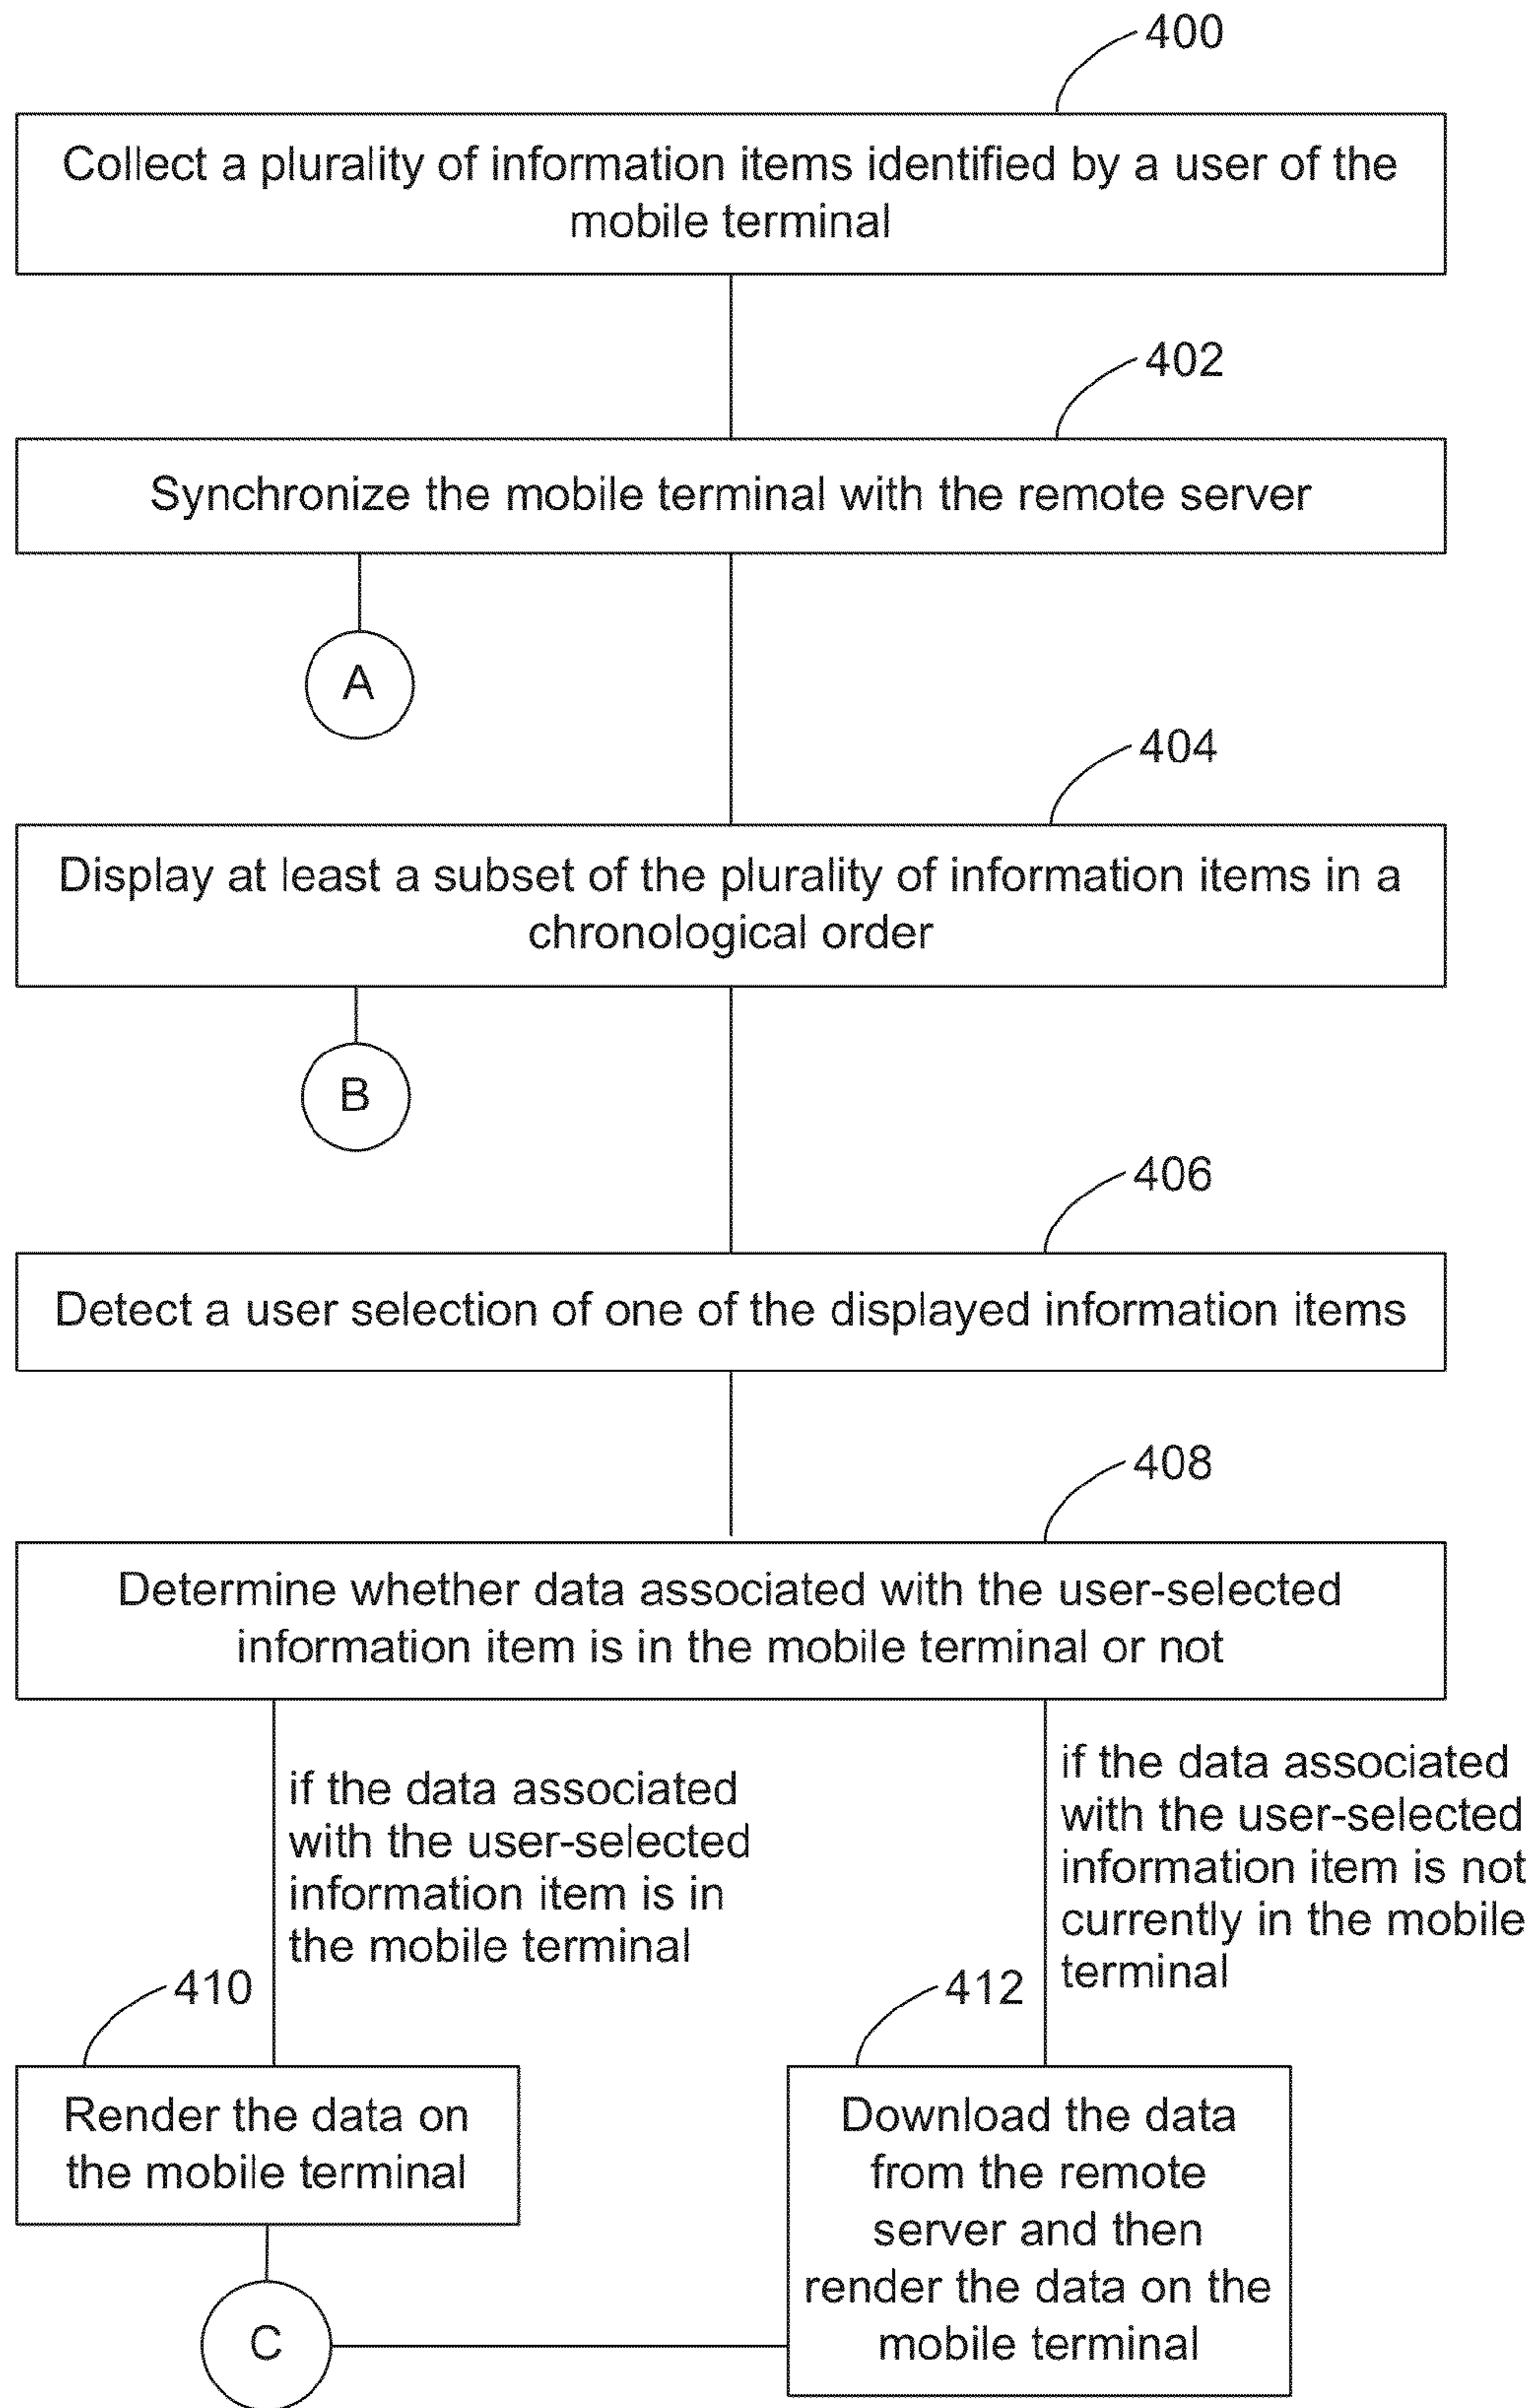 400
Collect a plurality of information items identified by a user of the
mobile terminal
402
Synchronize the mobile terminal with the remote server
A
404
Display at least a subset of the plurality of information items in a
chronological order
B
406
Detect a user selection of one of the displayed information items
408
Determine whether data associated with the user-selected
information item is in the mobile terminal or not
if the data associated
with the user-selected
information item is in
the mobile terminal
if the data associated
with the user-selected
information item is not
currently in the mobile
terminal
410
Render the data on
the mobile terminal
412
Download the data
from the remote
server and then
render the data on the
mobile terminal
C